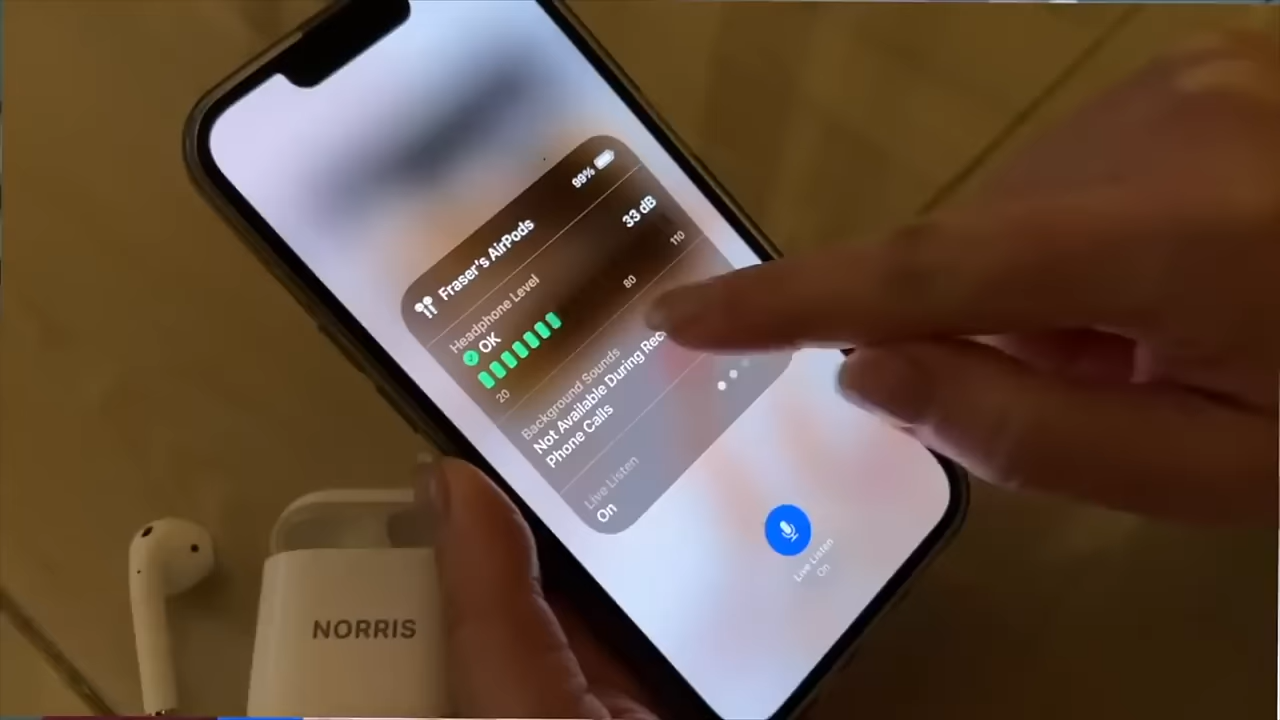 99%
Fraser's AirPods
Headphone Level
33 dB
OK
20
80
110
Background Sounds
Not Available During
Phone Calls
Live Listen
On
Live Listen
On
NORRIS